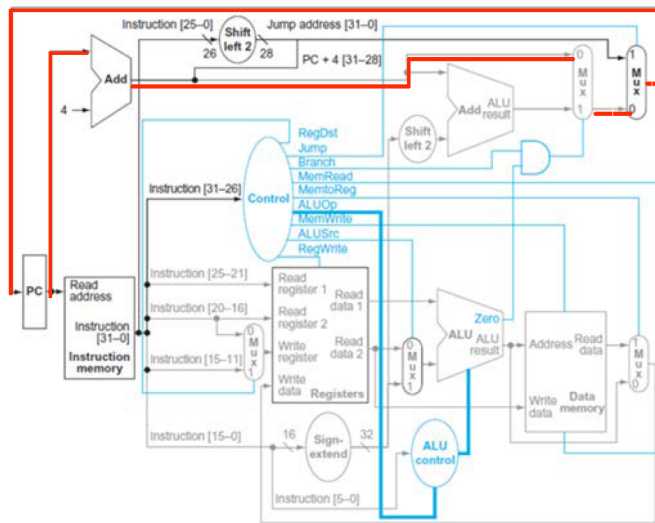 Instruction [25–0]
Jump address [31–0]
Shift
left 2
26
28
PC + 4 [31–28]
Add
4
0
M
u
x
1
1
M
u
x
0
Add
ALU
result
Shift
left 2
RegDst
Jump
Branch
MemRead
MemtoReg
ALUOp
MemWrite
ALUSrc
RegWrite
Instruction [31–26]
Control
PC
Read
address
Instruction
[31–0]
Instruction
memory
Instruction [25–21]
Instruction [20–16]
Instruction [15–11]
0
M
u
x
1
Read
register 1
Read
register 2
Write
register
Write
data
Read
data 1
Read
data 2
Registers
0
M
u
x
1
Zero
ALU
ALU
result
Address
Read
data
Write
data
Data
memory
1
M
u
x
0
Instruction [15–0]
16
Sign-
extend
32
ALU
control
Instruction [5–0]